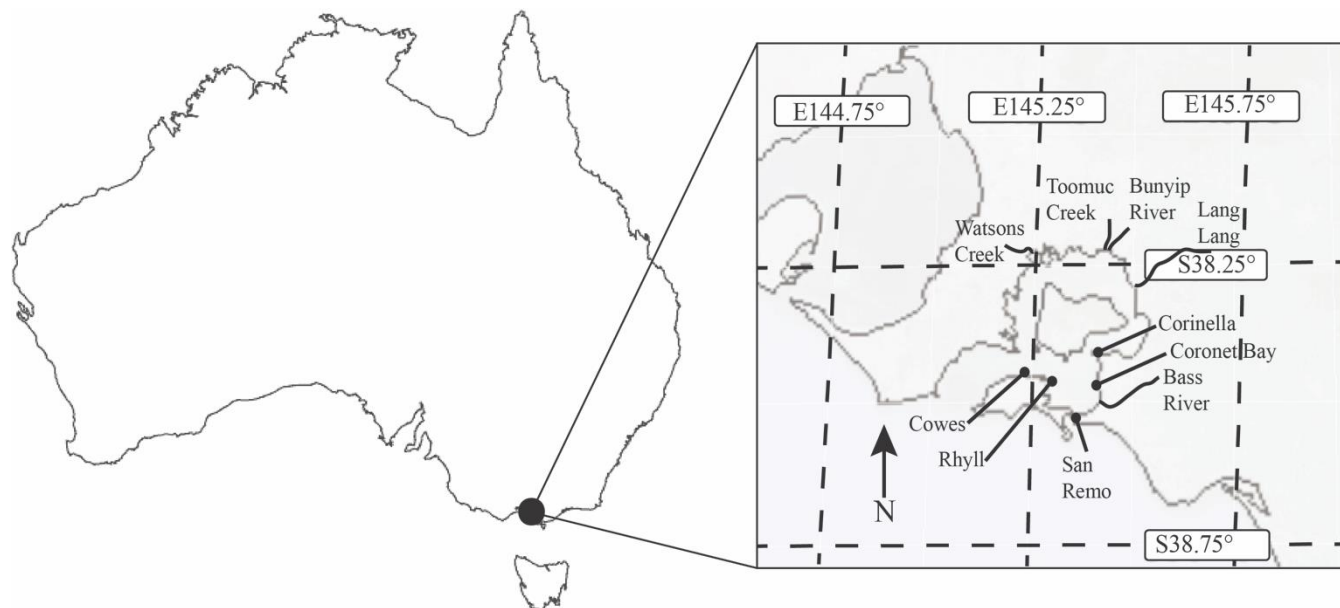 E144.75°
E145.25°
E145.75°
Toomuc
Creek
Bunyip
River
Lang
Lang
Watsons
Creek
S38.25°
Corinella
Coronet Bay
Bass
River
Cowes
Rhyll
San
Remo
N
S38.75°